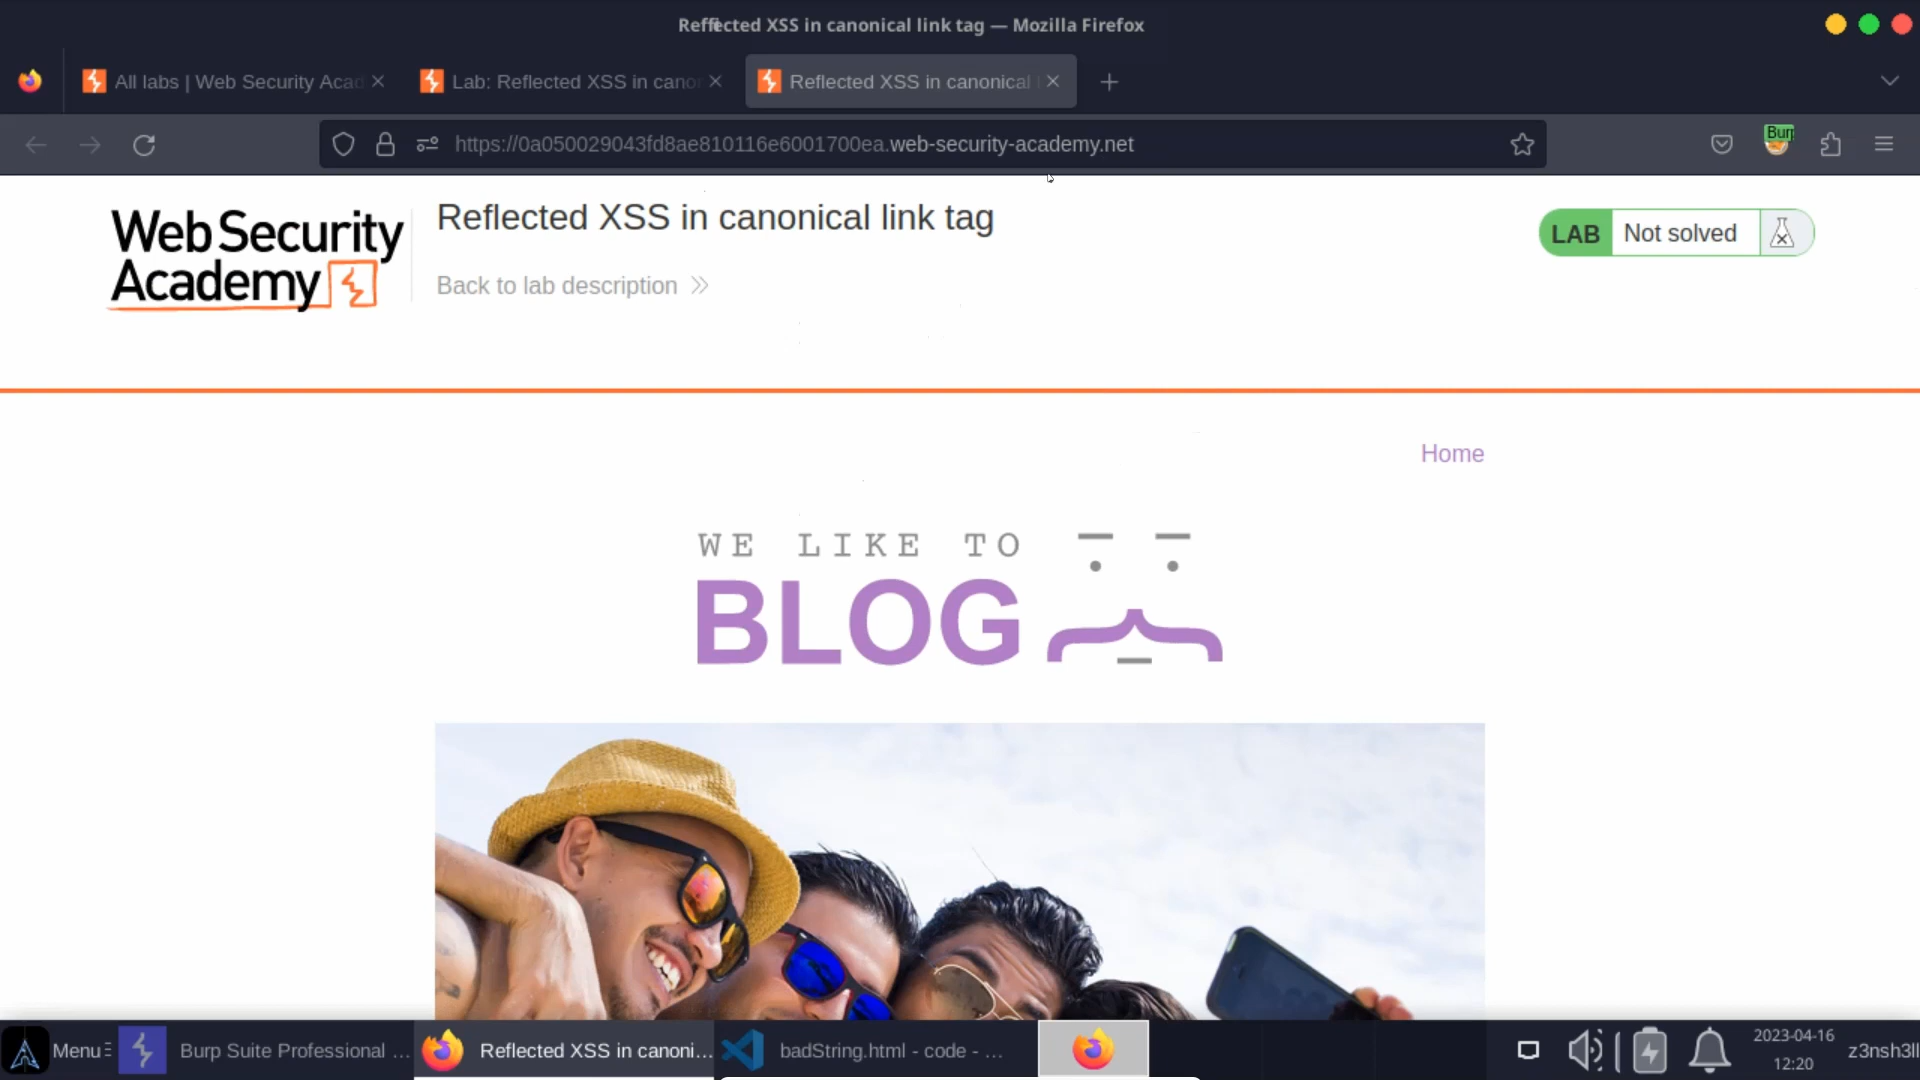 Reflected XSS in canonical link tag — Mozilla Firefox
All labs | Web Security Acad
Lab: Reflected XSS in canon
Reflected XSS in canonical
https://0a050029043fd8ae810116e6001700ea.web-security-academy.net
Burp
Web Security
Academy
Reflected XSS in canonical link tag
Back to lab description
LAB
Not solved
Home
WE LIKE TO
BLOG
Menu
Burp Suite Professional ...
Reflected XSS in canoni...
badString.html - code - ...
2023-04-16
12:20
z3nsh3ll